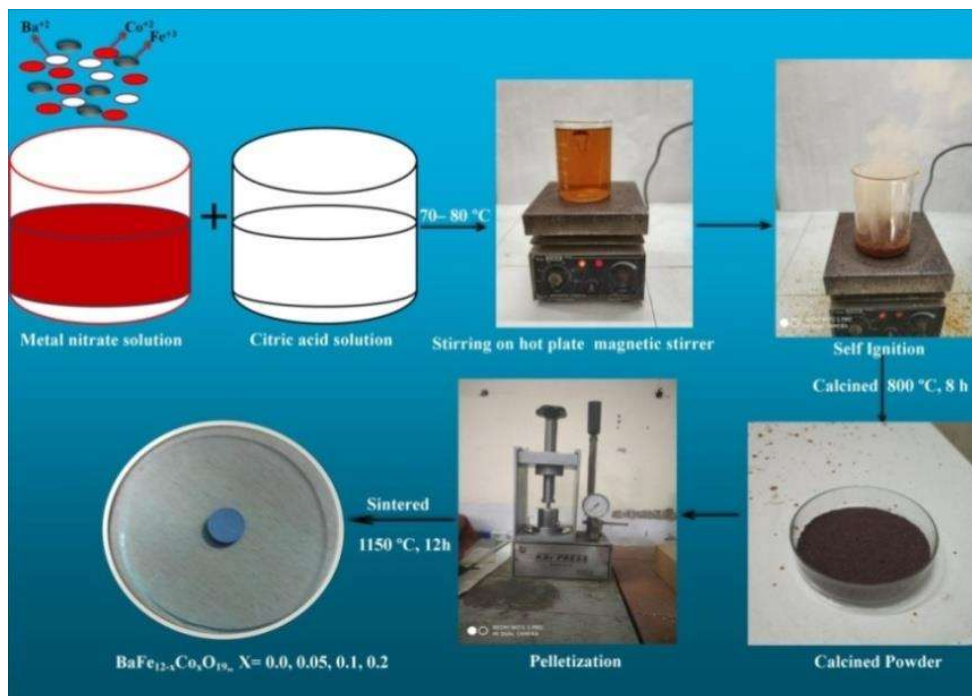 Ba+2
Co+2
Fe+3
70– 80 °C
Metal nitrate solution
Citric acid solution
Stirring on hot plate magnetic stirrer
Self Ignition
Calcined 800 °C, 8 h
Sintered
1150 °C, 12h
PRESS
BaFe12-xCoxO19, X= 0.0, 0.05, 0.1, 0.2
Pelletization
Calcined Powder